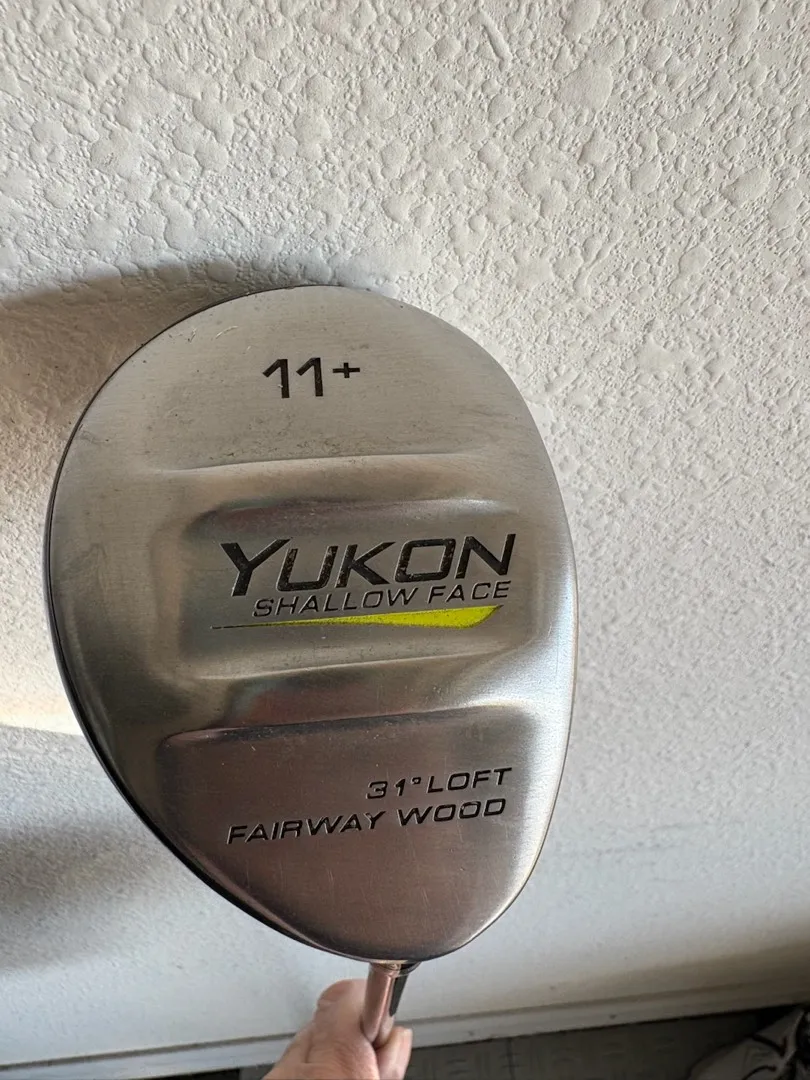 11+
YUKON
SHALLOW FACE
31° LOFT
FAIRWAY WOOD